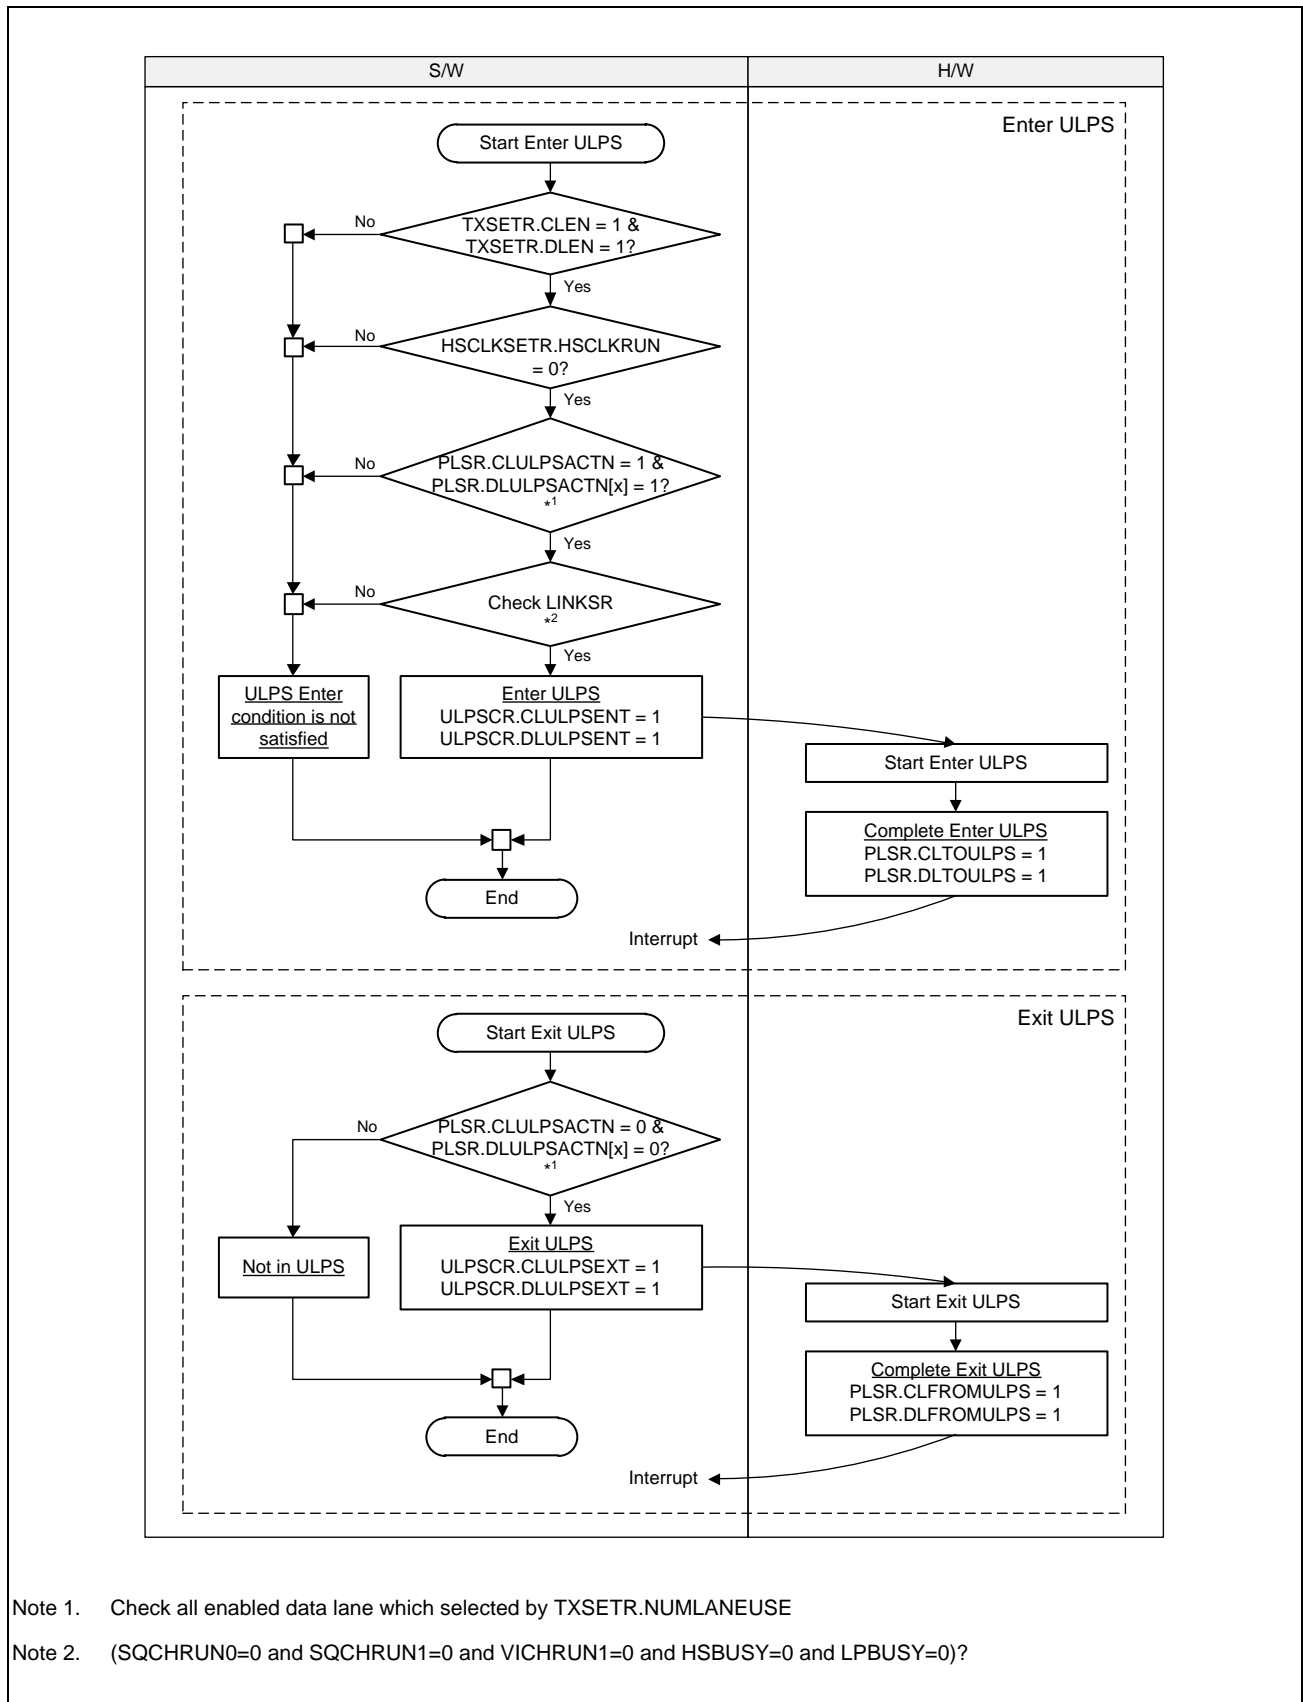 S/W
H/W
Enter ULPS
Start Enter ULPS
No
TXSETR.CLEN = 1 &
TXSETR.DLEN = 1?
Yes
No
HSCLKSETR.HSCLKRUN
= 0?
Yes
No
PLSR.CLULPSACTN = 1 &
PLSR.DLULPSACTN[x] = 1?
*1
Yes
No
Check LINKSR
*2
Yes
ULPS Enter
condition is not
satisfied
Enter ULPS
ULPSCR.CLULPSENT = 1
ULPSCR.DLULPSENT = 1
Start Enter ULPS
Complete Enter ULPS
PLSR.CLTOULPS = 1
PLSR.DLTOULPS = 1
End
Interrupt
Exit ULPS
Start Exit ULPS
No
PLSR.CLULPSACTN = 0 &
PLSR.DLULPSACTN[x] = 0?
*1
Yes
Not in ULPS
Exit ULPS
ULPSCR.CLULPSEXT = 1
ULPSCR.DLULPSEXT = 1
Start Exit ULPS
Complete Exit ULPS
PLSR.CLFROMULPS = 1
PLSR.DLFROMULPS = 1
End
Interrupt
Note 1. Check all enabled data lane which selected by TXSETR.NUMLANEUSE
Note 2. (SQCHRUN0=0 and SQCHRUN1=0 and VICHRUN1=0 and HSBUSY=0 and LPBUSY=0)?